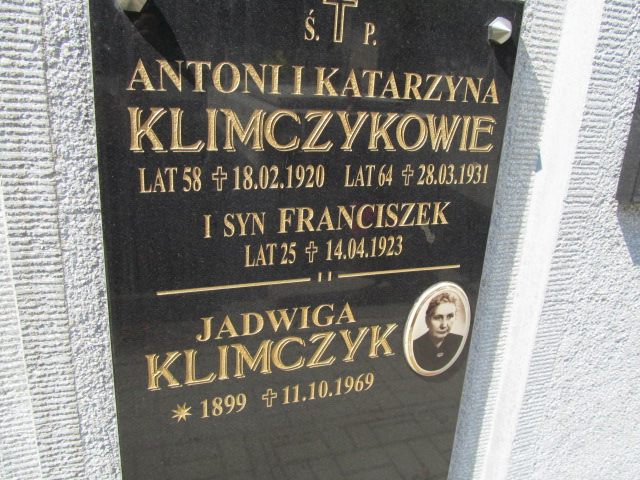 Ś. P.
ANTONI I KATARZYNA
KLIMCZYKOWIE
LAT 58 ✝ 18.02.1920 LAT 64 ✝ 28.03.1931
I SYN FRANCISZEK
LAT 25 ✝ 14.04.1923
JADWIGA
KLIMCZYK
* 1899 ✝ 11.10.1969